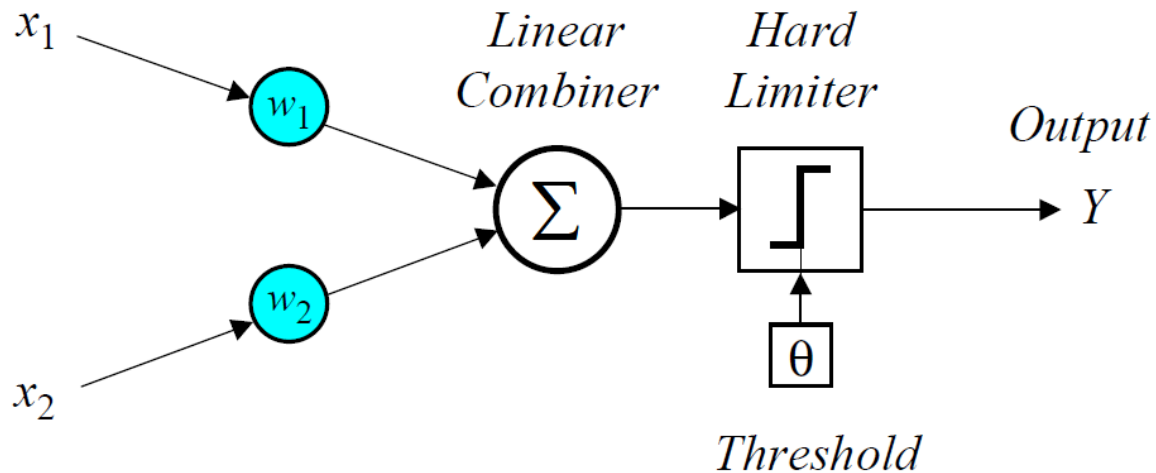 x1
w1
w2
x2
Linear
Combiner
Σ
Hard
Limiter
θ
Threshold
Output
Y